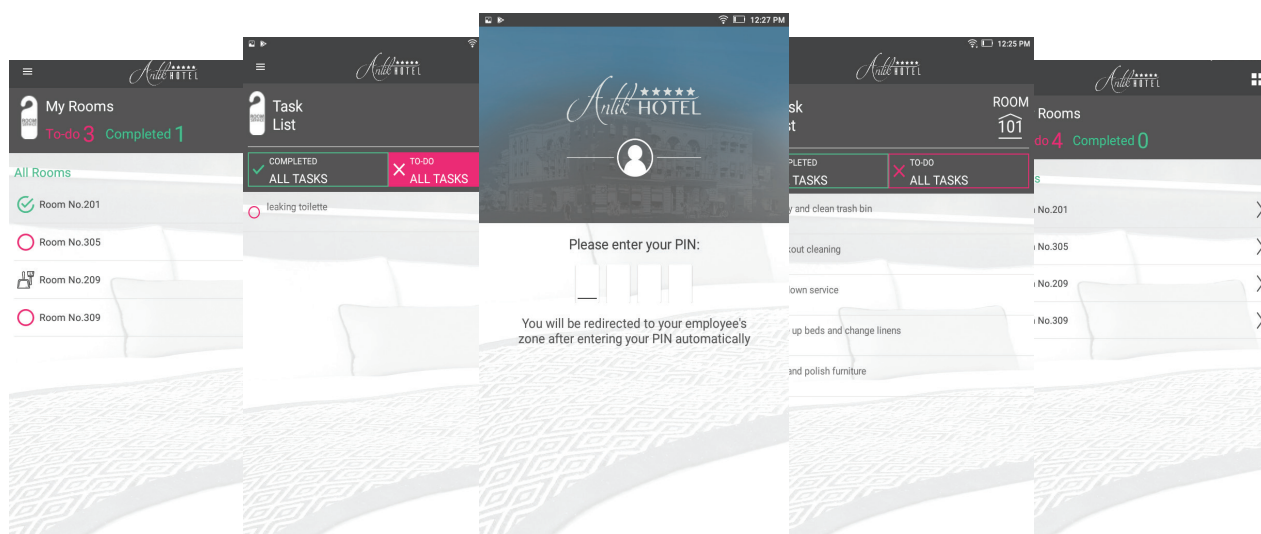 Antik HOTEL
My Rooms
To-do 3 Completed 1
All Rooms
Room No.201
Room No.305
Room No.209
Room No.309
Antik HOTEL
Task
List
COMPLETED
ALL TASKS
TO-DO
ALL TASKS
leaking toilette
12:27 PM
Antik HOTEL
Please enter your PIN:
You will be redirected to your employee's
zone after entering your PIN automatically
12:25 PM
Antik HOTEL
sk
st
ROOM
101
PLETED
TASKS
TO-DO
ALL TASKS
y and clean trash bin
out cleaning
down service
up beds and change linens
and polish furniture
Antik HOTEL
Rooms
do 4 Completed 0
s
No.201
No.305
No.209
No.309